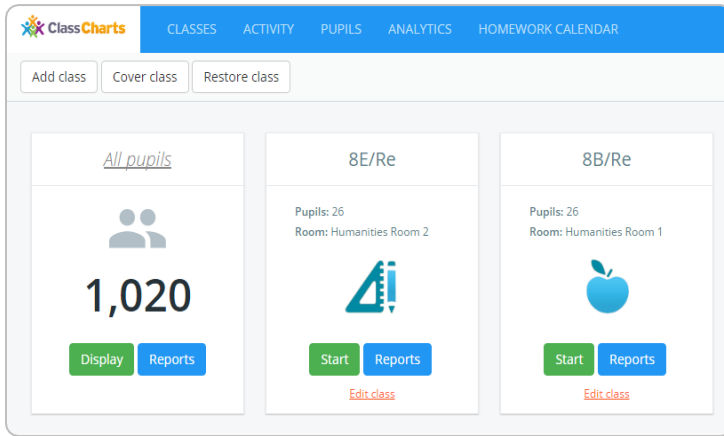 ClassCharts CLASSES ACTIVITY PUPILS ANALYTICS HOMEWORK CALENDAR
Add class Cover class Restore class
All pupils
1,020
Display Reports
8E/Re
Pupils: 26
Room: Humanities Room 2
Start Reports
Edit class
8B/Re
Pupils: 26
Room: Humanities Room 1
Start Reports
Edit class